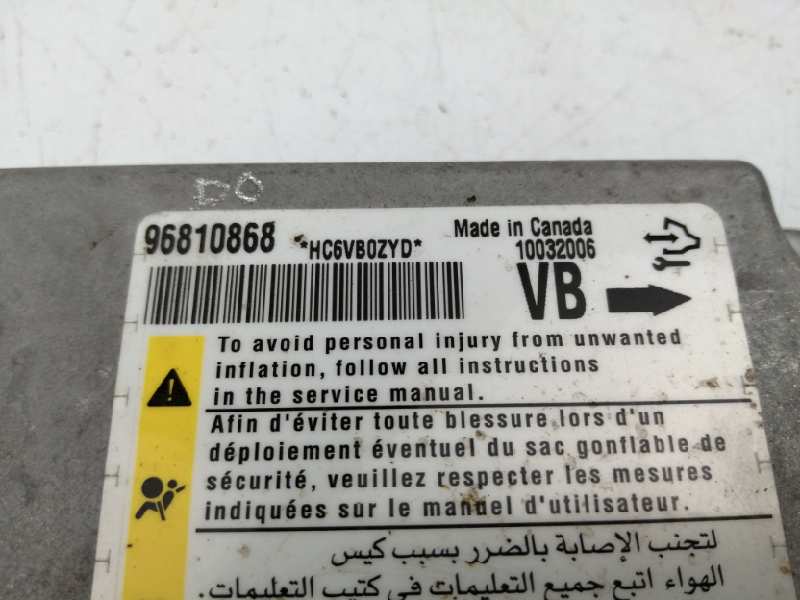 DO
96810868 *HC6VB0ZYD* Made in Canada
10032006
VB
To avoid personal injury from unwanted
inflation, follow all instructions
in the service manual.
Afin d'éviter toute blessure lors d'un
déploiement éventuel du sac gonflable de
sécurité, veuillez respecter les mesures
indiquées sur le manuel d'utilisateur.
لتجنب الإصابة بالضرر بسبب كيس
الهواء اتبع جميع التعليمات في كتيب التعليمات.